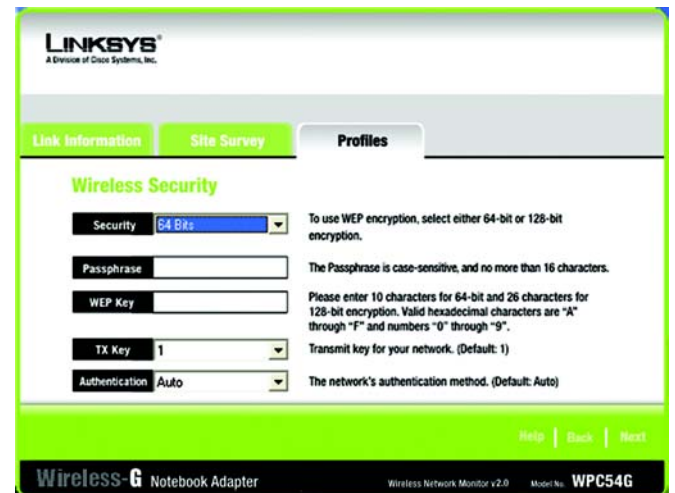 LINKSYS®
A Division of Cisco Systems, Inc.
Link Information Site Survey Profiles
Wireless Security
Security 64 Bits To use WEP encryption, select either 64-bit or 128-bit
encryption.
Passphrase The Passphrase is case-sensitive, and no more than 16 characters.
WEP Key Please enter 10 characters for 64-bit and 26 characters for
128-bit encryption. Valid hexadecimal characters are "A"
through "F" and numbers "0" through "9".
TX Key 1 Transmit key for your network. (Default: 1)
Authentication Auto The network's authentication method. (Default: Auto)
Help | Back | Next
Wireless-G Notebook Adapter Wireless Network Monitor v2.0 Model No. WPC54G